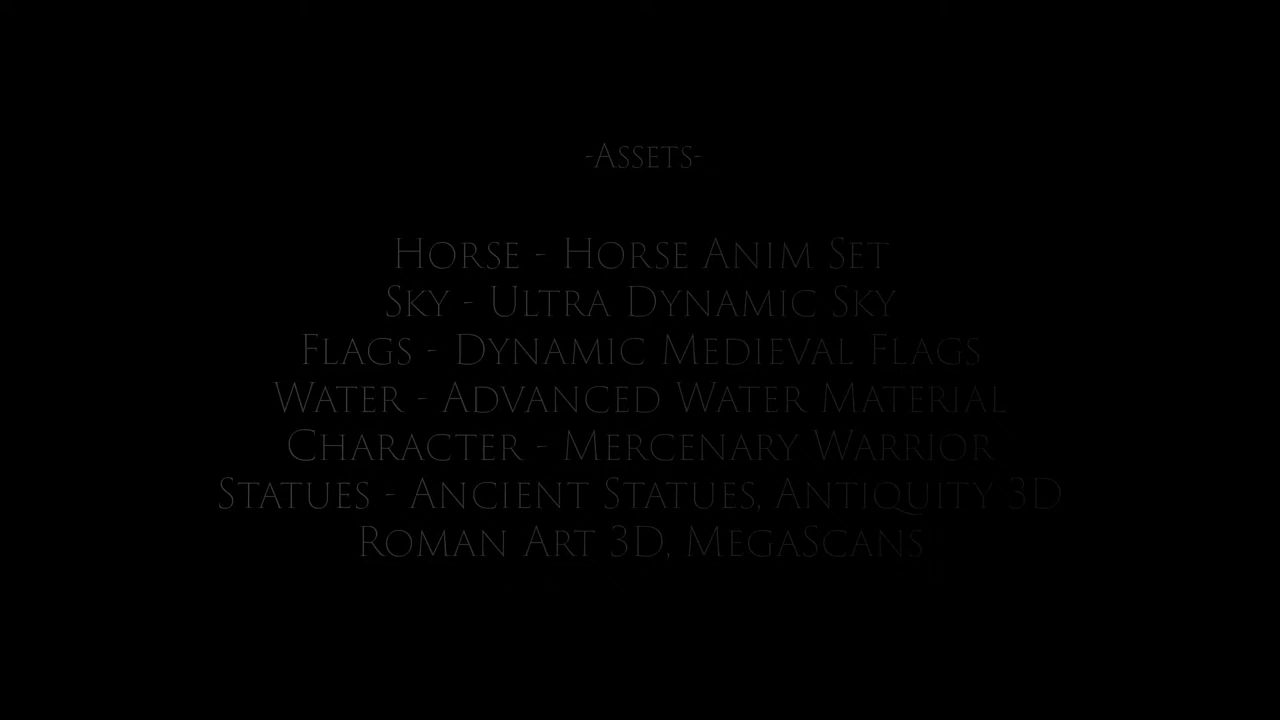 -Assets-
Horse - Horse Anim Set
Sky - Ultra Dynamic Sky
Flags - Dynamic Medieval Flags
Water - Advanced Water Material
Character - Mercenary Warrior
Statues - Ancient Statues, Antiquity 3D
Roman Art 3D, MegaScans